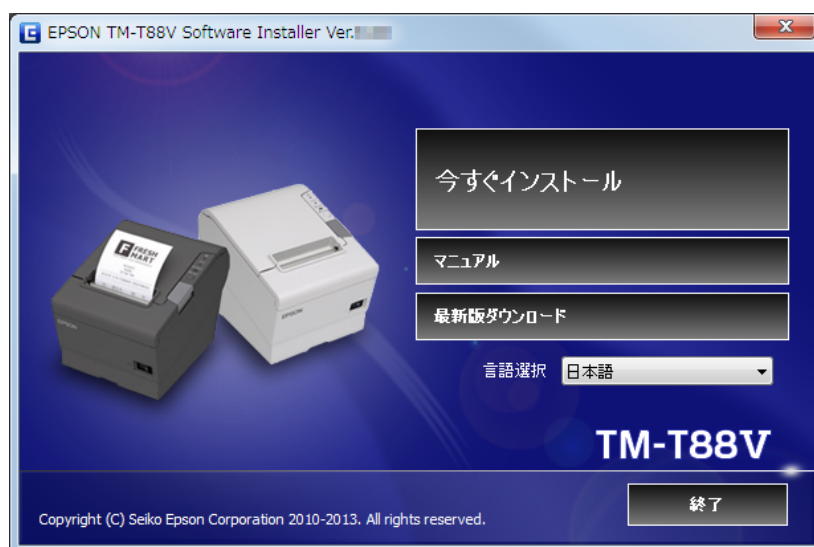 EPSON TM-T88V Software Installer Ver.
今すぐインストール
マニュアル
最新版ダウンロード
言語選択 日本語
FRESH
MART
EPSON
EPSON
TM-T88V
終了
Copyright (C) Seiko Epson Corporation 2010-2013. All rights reserved.